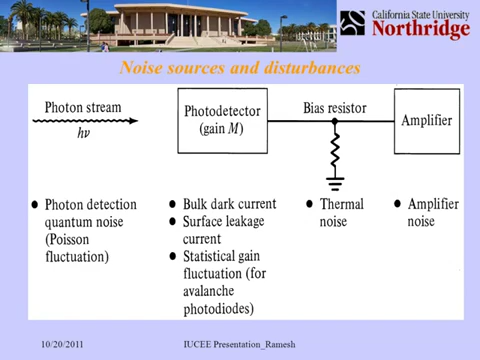 California State University
Northridge
Noise sources and disturbances
Photon stream
hν
Photodetector
(gain M)
Bias resistor
Amplifier
● Photon detection
quantum noise
(Poisson
fluctuation)
● Bulk dark current
● Surface leakage
current
● Statistical gain
fluctuation (for
avalanche
photodiodes)
● Thermal
noise
● Amplifier
noise
10/20/2011
IUCEE Presentation_Ramesh